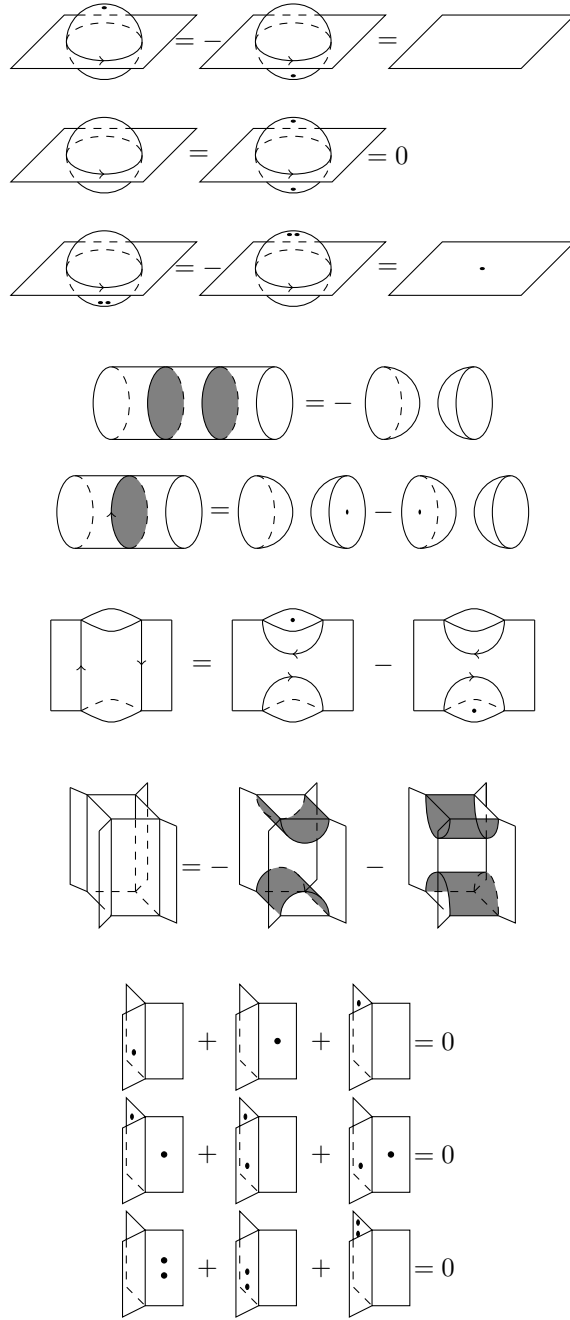 = − =
= = 0
= − =
= −
= −
= −
= − −
+ + = 0
+ + = 0
+ + = 0